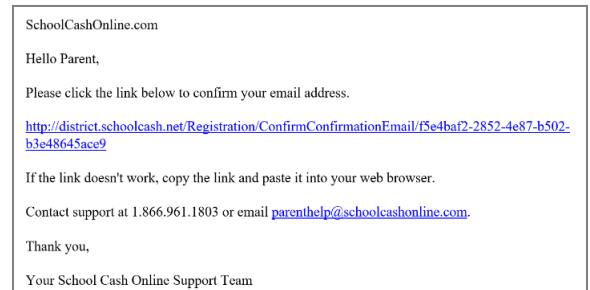 SchoolCashOnline.com
Hello Parent,
Please click the link below to confirm your email address.
http://district.schoolcash.net/Registration/ConfirmConfirmationEmail/f5e4baf2-2852-4e87-b502-
b3e48645ace9
If the link doesn't work, copy the link and paste it into your web browser.
Contact support at 1.866.961.1803 or email parenthelp@schoolcashonline.com.
Thank you,
Your School Cash Online Support Team